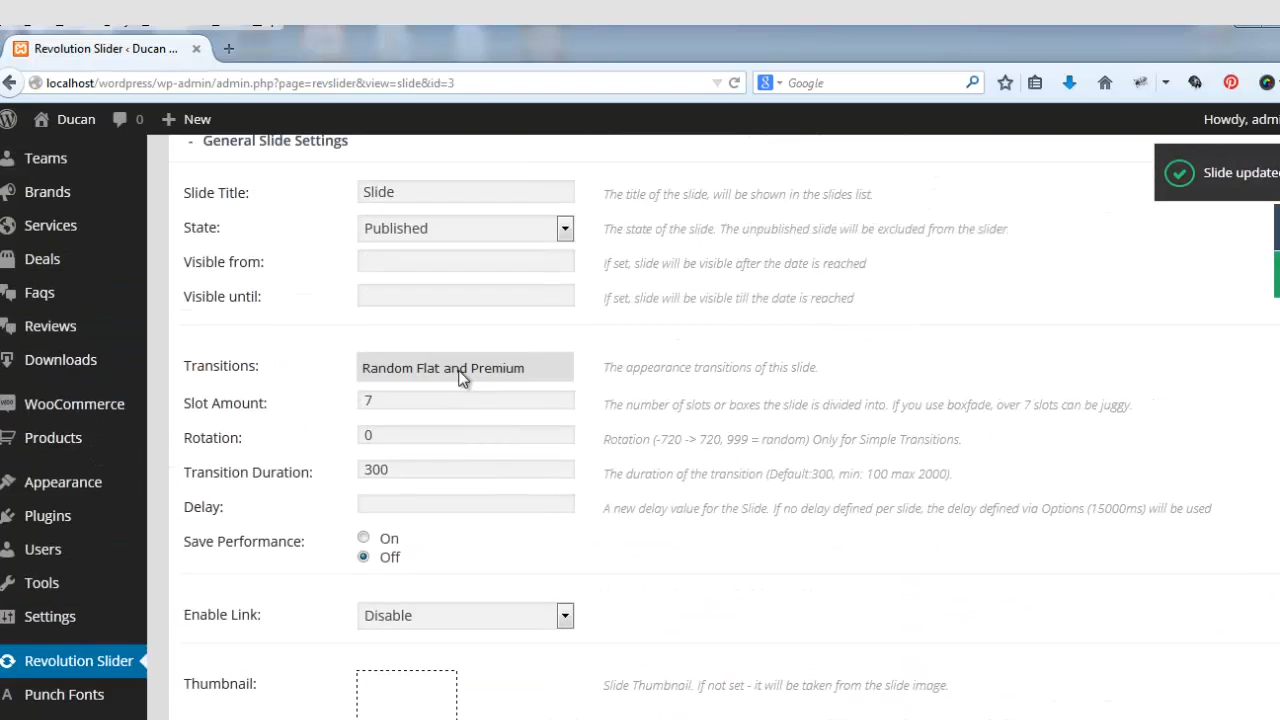 Revolution Slider ‹ Ducan ...
localhost/wordpress/wp-admin/admin.php?page=revslider&view=slide&id=3
Google
Ducan 0 New Howdy, admi
Teams
Brands
Services
Deals
Faqs
Reviews
Downloads
WooCommerce
Products
Appearance
Plugins
Users
Tools
Settings
Revolution Slider
Punch Fonts
- General Slide Settings
Slide updated
Slide Title: Slide The title of the slide, will be shown in the slides list.
State: Published The state of the slide. The unpublished slide will be excluded from the slider.
Visible from: If set, slide will be visible after the date is reached
Visible until: If set, slide will be visible till the date is reached
Transitions: Random Flat and Premium The appearance transitions of this slide.
Slot Amount: 7 The number of slots or boxes the slide is divided into. If you use boxfade, over 7 slots can be juggy.
Rotation: 0 Rotation (-720 -> 720, 999 = random) Only for Simple Transitions.
Transition Duration: 300 The duration of the transition (Default:300, min: 100 max 2000).
Delay: A new delay value for the Slide. If no delay defined per slide, the delay defined via Options (15000ms) will be used
Save Performance: On
Off
Enable Link: Disable
Thumbnail: Slide Thumbnail. If not set - it will be taken from the slide image.